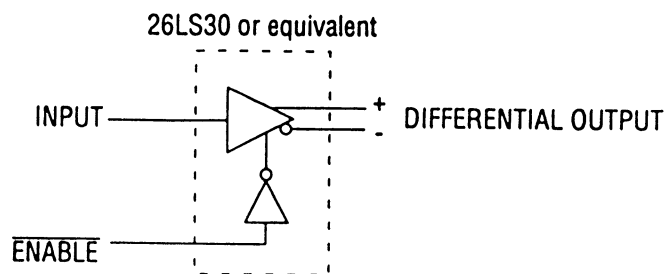 26LS30 or equivalent
INPUT
+
DIFFERENTIAL OUTPUT
-
ENABLE